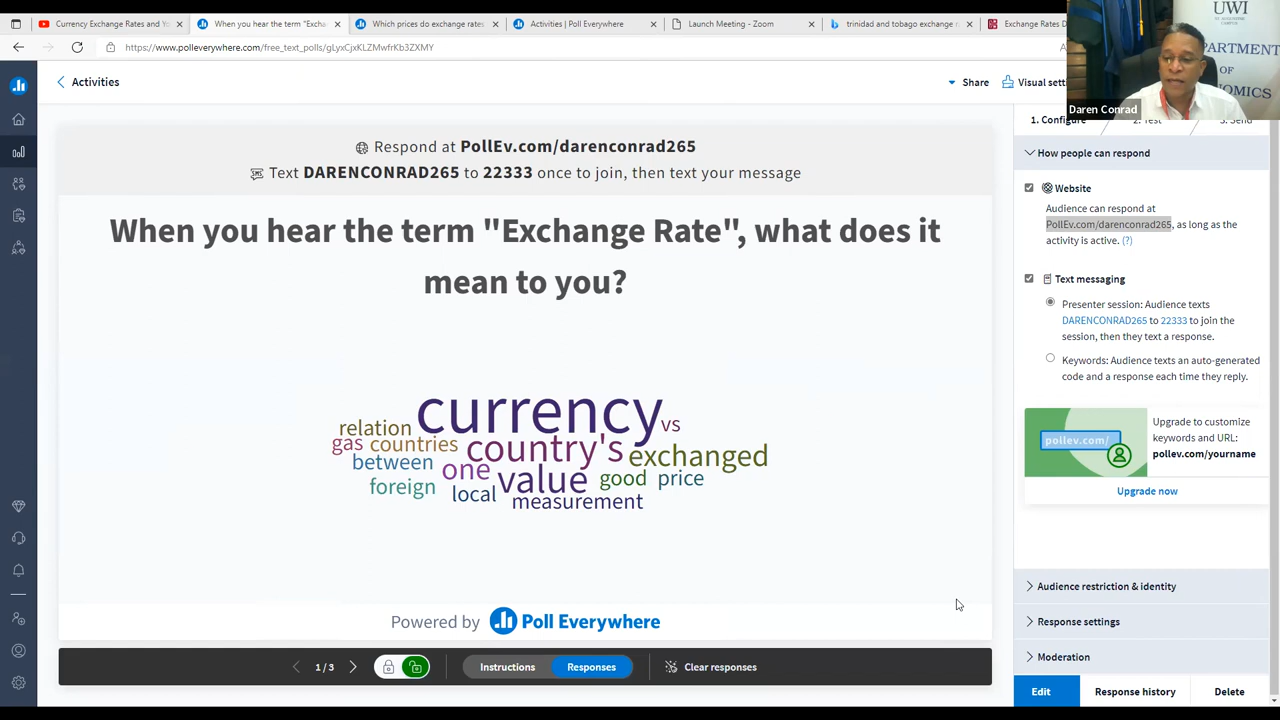 Currency Exchange Rates and Yo
When you hear the term "Excha
Which prices do exchange rates
Activities | Poll Everywhere
Launch Meeting - Zoom
trinidad and tobago exchange ra
Exchange Rates D
https://www.polleverywhere.com/free_text_polls/gLyxCjxKLZMwfrKb3ZXMY
UWI
DEPARTMENT
OF
ECONOMICS
Daren Conrad
Activities
Share
Visual sett
1. Configure
2. Test
3. Send
Respond at PollEv.com/darenconrad265
Text DARENCONRAD265 to 22333 once to join, then text your message
When you hear the term "Exchange Rate", what does it
mean to you?
currency
relation
vs
gas countries
country's
exchanged
between
one
value
good
price
foreign
local
measurement
Powered by Poll Everywhere
1 / 3
Instructions
Responses
Clear responses
How people can respond
Website
Audience can respond at
PollEv.com/darenconrad265, as long as the
activity is active. (?)
Text messaging
Presenter session: Audience texts
DARENCONRAD265 to 22333 to join the
session, then they text a response.
Keywords: Audience texts an auto-generated
code and a response each time they reply.
pollev.com/
Upgrade to customize
keywords and URL:
pollev.com/yourname
Upgrade now
Audience restriction & identity
Response settings
Moderation
Edit
Response history
Delete